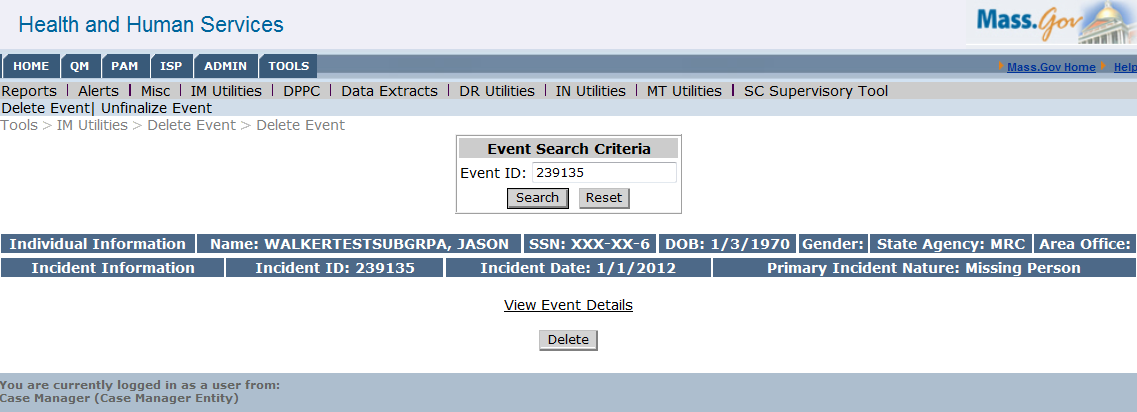 Health and Human Services
Mass.Gov
HOME QM PAM ISP ADMIN TOOLS
Mass.Gov Home Help
Reports | Alerts | Misc | IM Utilities | DPPC | Data Extracts | DR Utilities | IN Utilities | MT Utilities | SC Supervisory Tool
Delete Event| Unfinalize Event
Tools > IM Utilities > Delete Event > Delete Event
Event Search Criteria
Event ID: 239135
Search Reset
Individual Information Name: WALKERTESTSUBGRPA, JASON SSN: XXX-XX-6 DOB: 1/3/1970 Gender: State Agency: MRC Area Office:
Incident Information Incident ID: 239135 Incident Date: 1/1/2012 Primary Incident Nature: Missing Person
View Event Details
Delete
You are currently logged in as a user from:
Case Manager (Case Manager Entity)